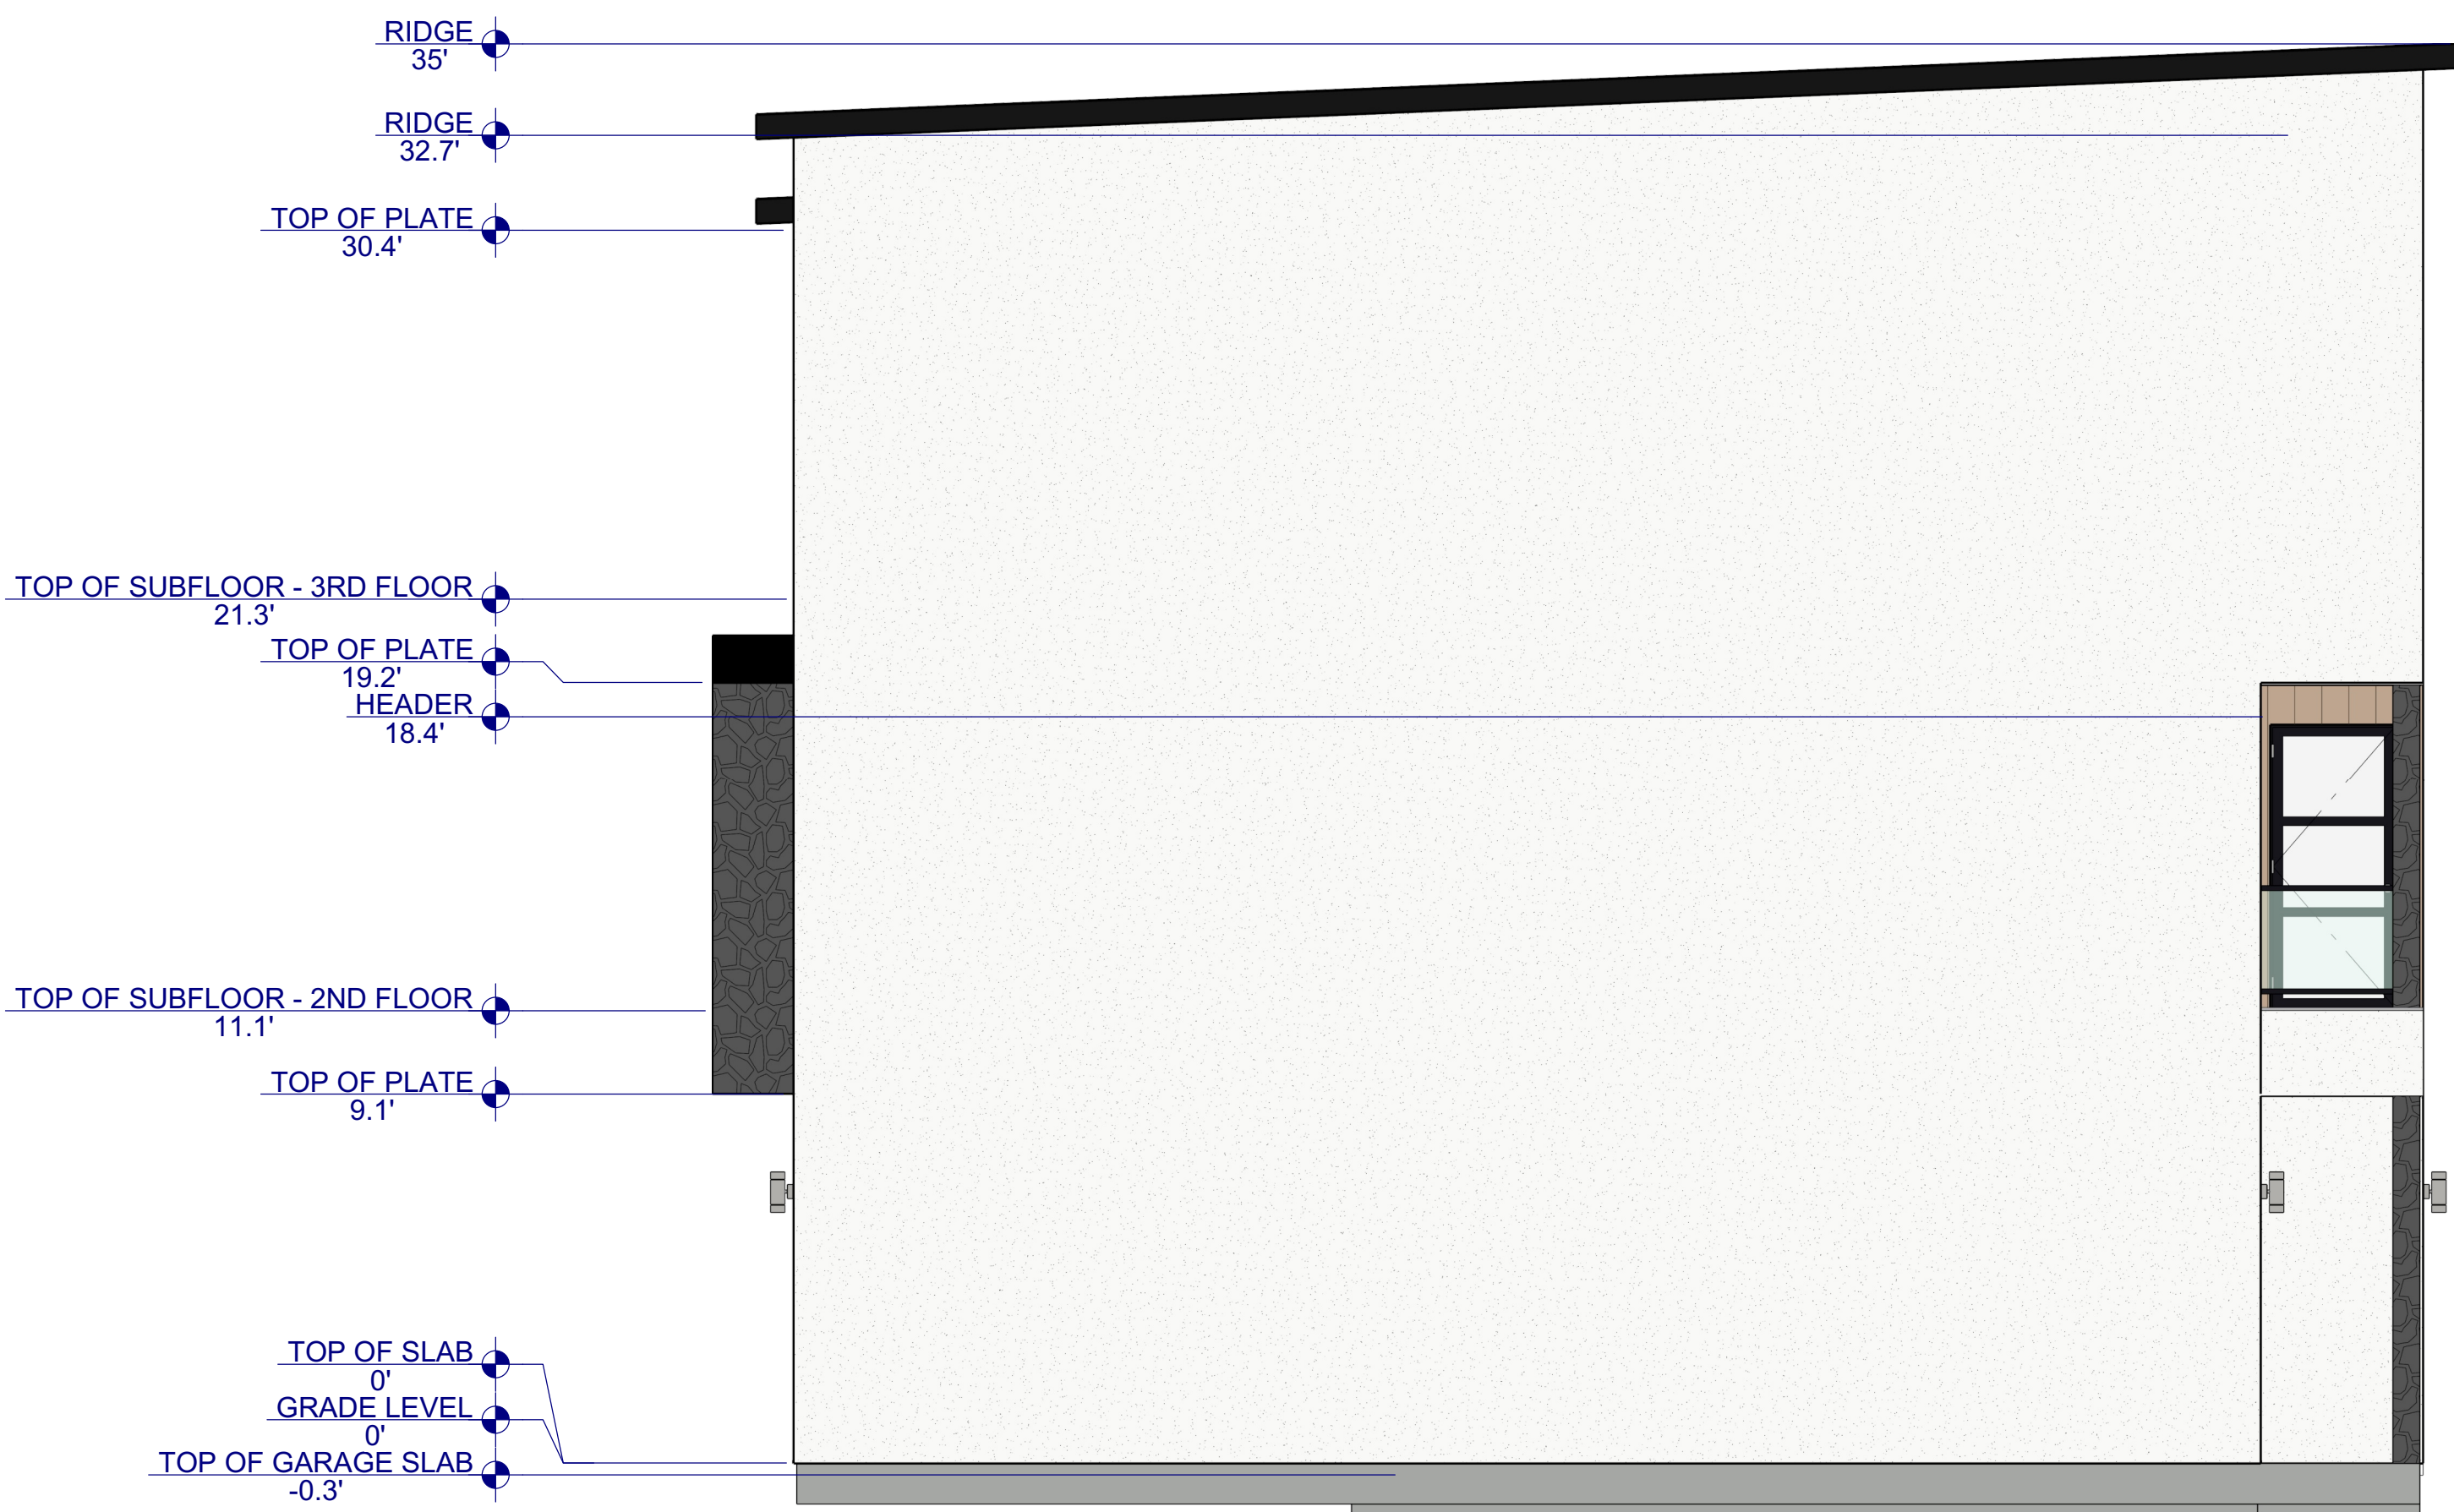 RIDGE
35'
RIDGE
32.7'
TOP OF PLATE
30.4'
TOP OF SUBFLOOR - 3RD FLOOR
21.3'
TOP OF PLATE
19.2'
HEADER
18.4'
TOP OF SUBFLOOR - 2ND FLOOR
11.1'
TOP OF PLATE
9.1'
TOP OF SLAB
0'
GRADE LEVEL
0'
TOP OF GARAGE SLAB
-0.3'